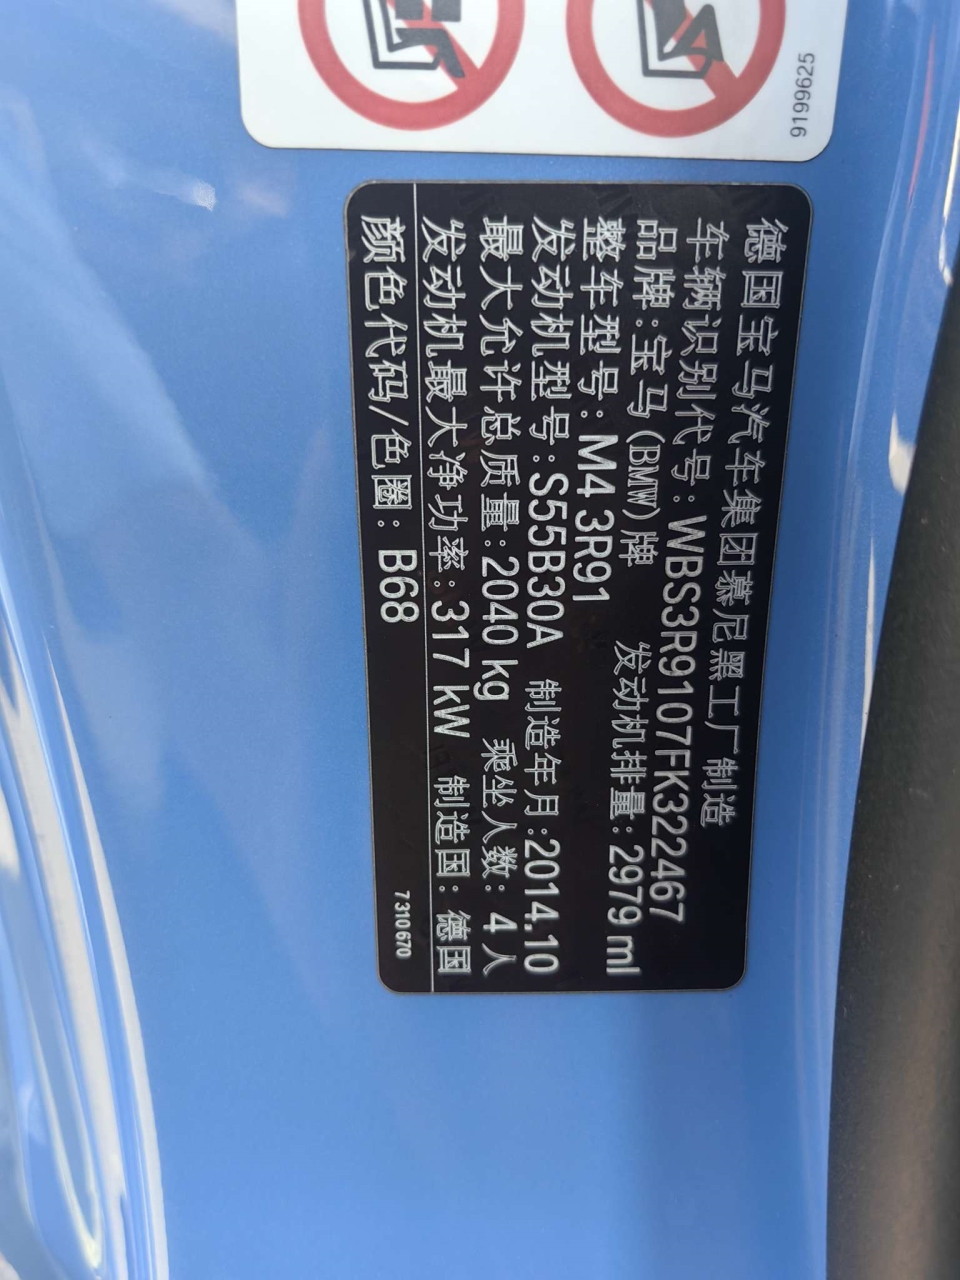 9199625
德国宝马汽车集团慕尼黑工厂制造
车辆识别代号:WBS3R9107FK322467
品牌:宝马(BMW)牌 发动机排量:2979 ml
整车型号:M4 3R91
发动机型号:S55B30A 制造年月:2014.10
最大允许总质量:2040 kg 乘坐人数:4人
发动机最大净功率:317 kW 制造国:德国
颜色代码/色圈:B68
7310670